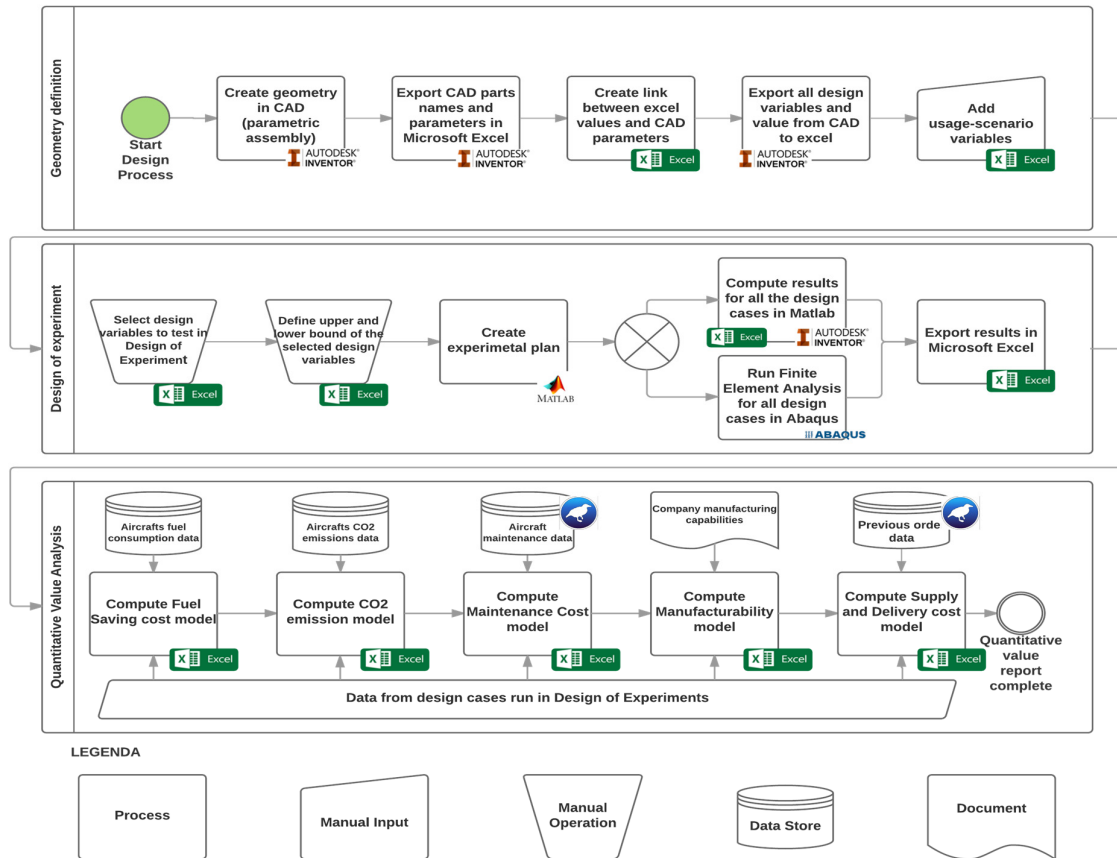 Geometry definition
Start
Design
Process
Create geometry
in CAD
(parametric
assembly)
AUTODESK®
INVENTOR®
Export CAD parts
names and
parameters in
Microsoft Excel
AUTODESK®
INVENTOR®
Create link
between excel
values and CAD
parameters
X Excel
Export all design
variables and
value from CAD
to excel
AUTODESK®
INVENTOR®
Add
usage-scenario
variables
X Excel
Design of experiment
Select design
variables to test in
Design of
Experiment
X Excel
Define upper and
lower bound of the
selected design
variables
X Excel
Create
experimetal plan
MATLAB
Compute results
for all the design
cases in Matlab
X Excel
AUTODESK®
INVENTOR®
Run Finite
Element Analysis
for all design
cases in Abaqus
ABAQUS
Export results in
Microsoft Excel
X Excel
Quantitative Value Analysis
Aircrafts fuel
consumption data
Aircrafts CO2
emissions data
Aircraft
maintenance data
Company manufacturing
capabilities
Previous orde
data
Compute Fuel
Saving cost model
X Excel
Compute CO2
emission model
X Excel
Compute
Maintenance Cost
model
X Excel
Compute
Manufacturability
model
X Excel
Compute Supply
and Delivery cost
model
X Excel
Quantitative
value
report
complete
Data from design cases run in Design of Experiments
LEGENDA
Process
Manual Input
Manual
Operation
Data Store
Document